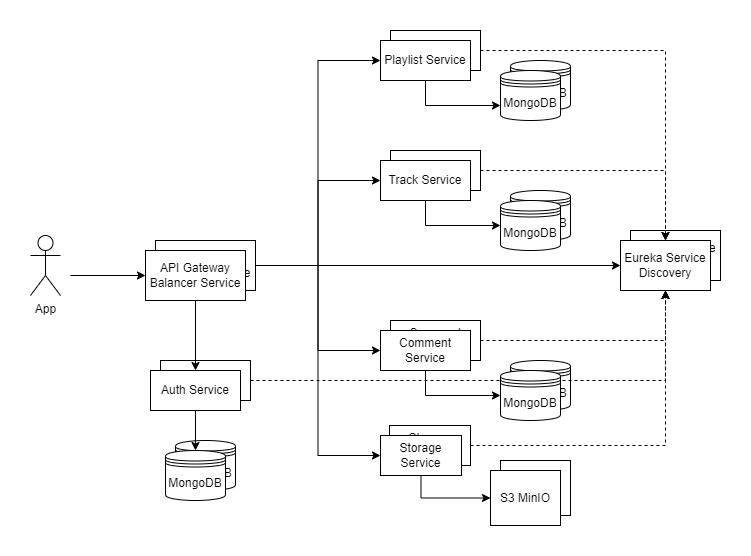 Playlist Service
B
MongoDB
Track Service
B
MongoDB
API Gateway
Balancer Service
e
App
Eureka Service
Discovery
e
Comment
Service
Auth Service
B
MongoDB
Storage
Service
B
MongoDB
S3 MinIO